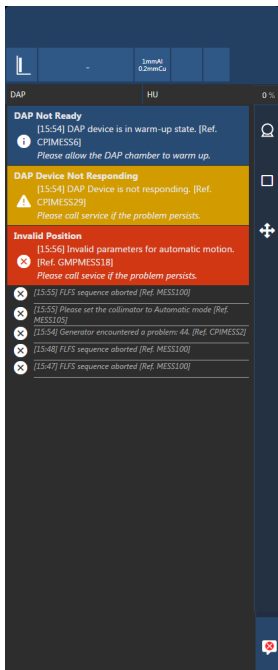 -
1mmAl
0.2mmCu
DAP HU 0 %
DAP Not Ready
[15:54] DAP device is in warm-up state. [Ref.
CPIMESS6]
Please allow the DAP chamber to warm up.
DAP Device Not Responding
[15:54] DAP Device is not responding. [Ref.
CPIMESS29]
Please call service if the problem persists.
Invalid Position
[15:56] Invalid parameters for automatic motion.
[Ref. GMPMESS18]
Please call sevice if the problem persists.
[15:55] FLFS sequence aborted [Ref. MESS100]
[15:55] Please set the collimator to Automatic mode [Ref.
MESS105]
[15:54] Generator encountered a problem: 44. [Ref. CPIMESS2]
[15:48] FLFS sequence aborted [Ref. MESS100]
[15:47] FLFS sequence aborted [Ref. MESS100]